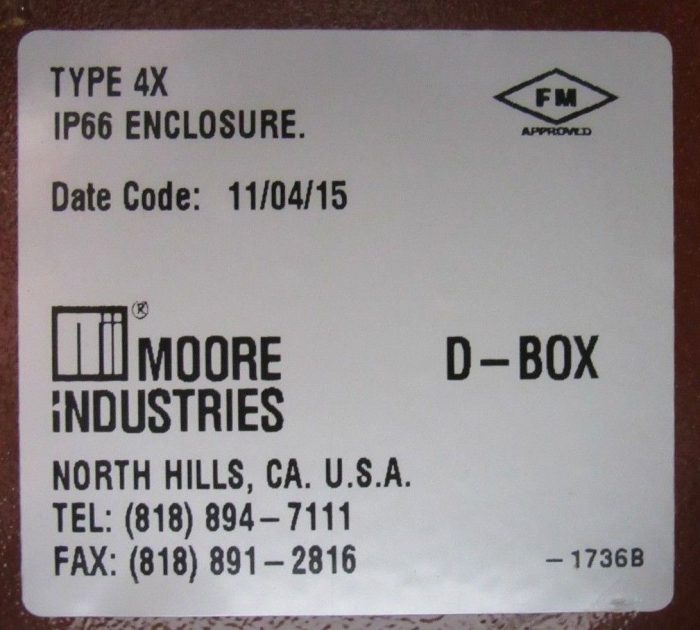 TYPE 4X
IP66 ENCLOSURE.
FM
APPROVED
Date Code: 11/04/15
®
MOORE
INDUSTRIES
D-BOX
NORTH HILLS, CA. U.S.A.
TEL: (818) 894-7111
FAX: (818) 891-2816
-1736B